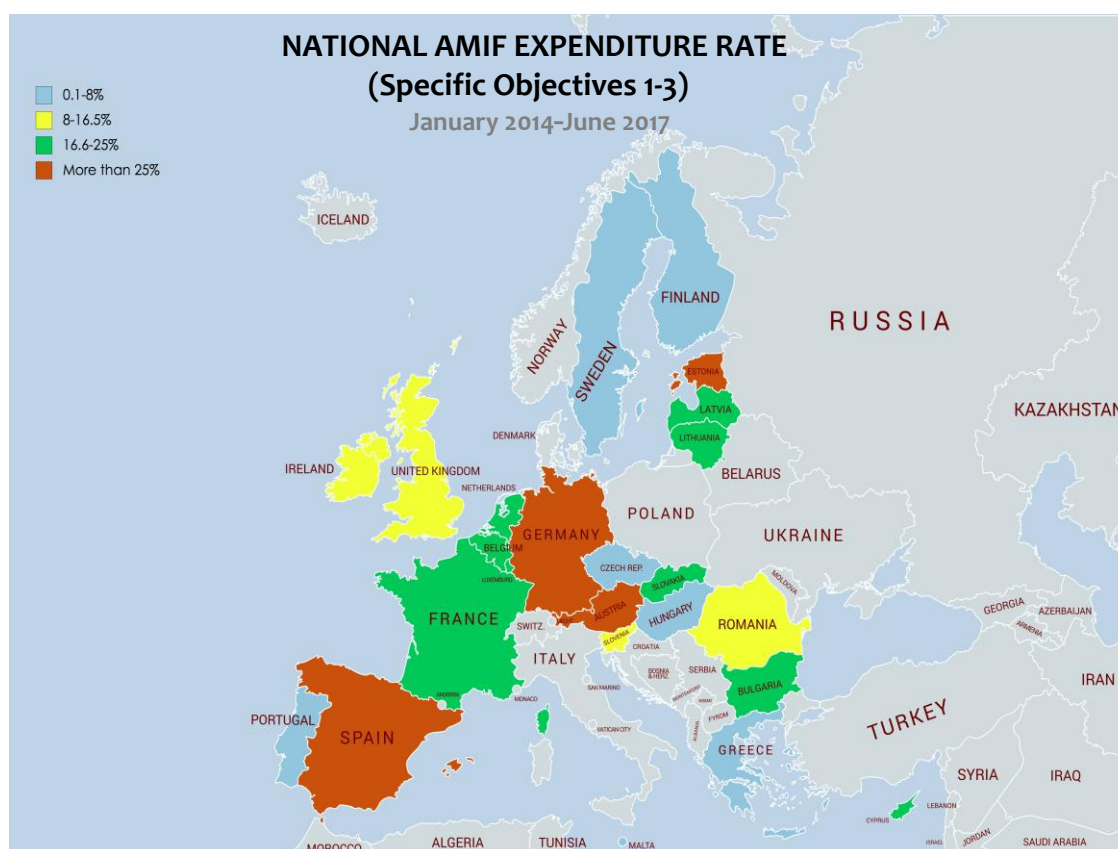 NATIONAL AMIF EXPENDITURE RATE
(Specific Objectives 1-3)
January 2014-June 2017
0.1-8%
8-16.5%
16.6-25%
More than 25%
ICELAND
FINLAND
RUSSIA
NORWAY
SWEDEN
ESTONIA
LATVIA
KAZAKHSTAN
DENMARK
LITHUANIA
IRELAND
UNITED KINGDOM
BELARUS
NETHERLANDS
POLAND
GERMANY
UKRAINE
BELGIUM
CZECH REP.
LUXEMBURG
SLOVAKIA
MOLDOVA
FRANCE
AUSTRIA
HUNGARY
GEORGIA
AZERBAIJAN
SWITZ.
ROMANIA
ARMENIA
SLOVENIA
CROATIA
ITALY
BOSNIA
& HERZ.
SERBIA
IRAN
SAN MARINO
BULGARIA
ANDORRA
MONACO
MONTENEGRO
KOSOVO
PORTUGAL
FYROM
TURKEY
SPAIN
VATICAN CITY
ALBANIA
GREECE
SYRIA
IRAQ
CYPRUS
LEBANON
MOROCCO
ALGERIA
TUNISIA
MALTA
ISRAEL
JORDAN
SAUDI ARABIA